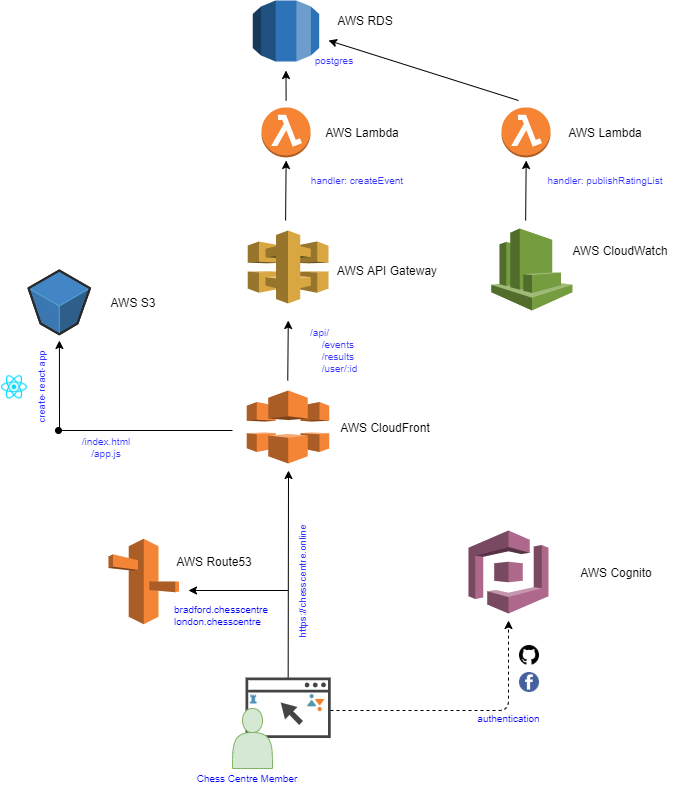 AWS RDS
postgres
AWS Lambda
AWS Lambda
handler: createEvent
handler: publishRatingList
AWS CloudWatch
AWS API Gateway
AWS S3
/api/
/events
/results
/user/:id
create-react-app
AWS CloudFront
/index.html
/app.js
https://chesscentre.online
AWS Route53
AWS Cognito
bradford.chesscentre
london.chesscentre
authentication
Chess Centre Member